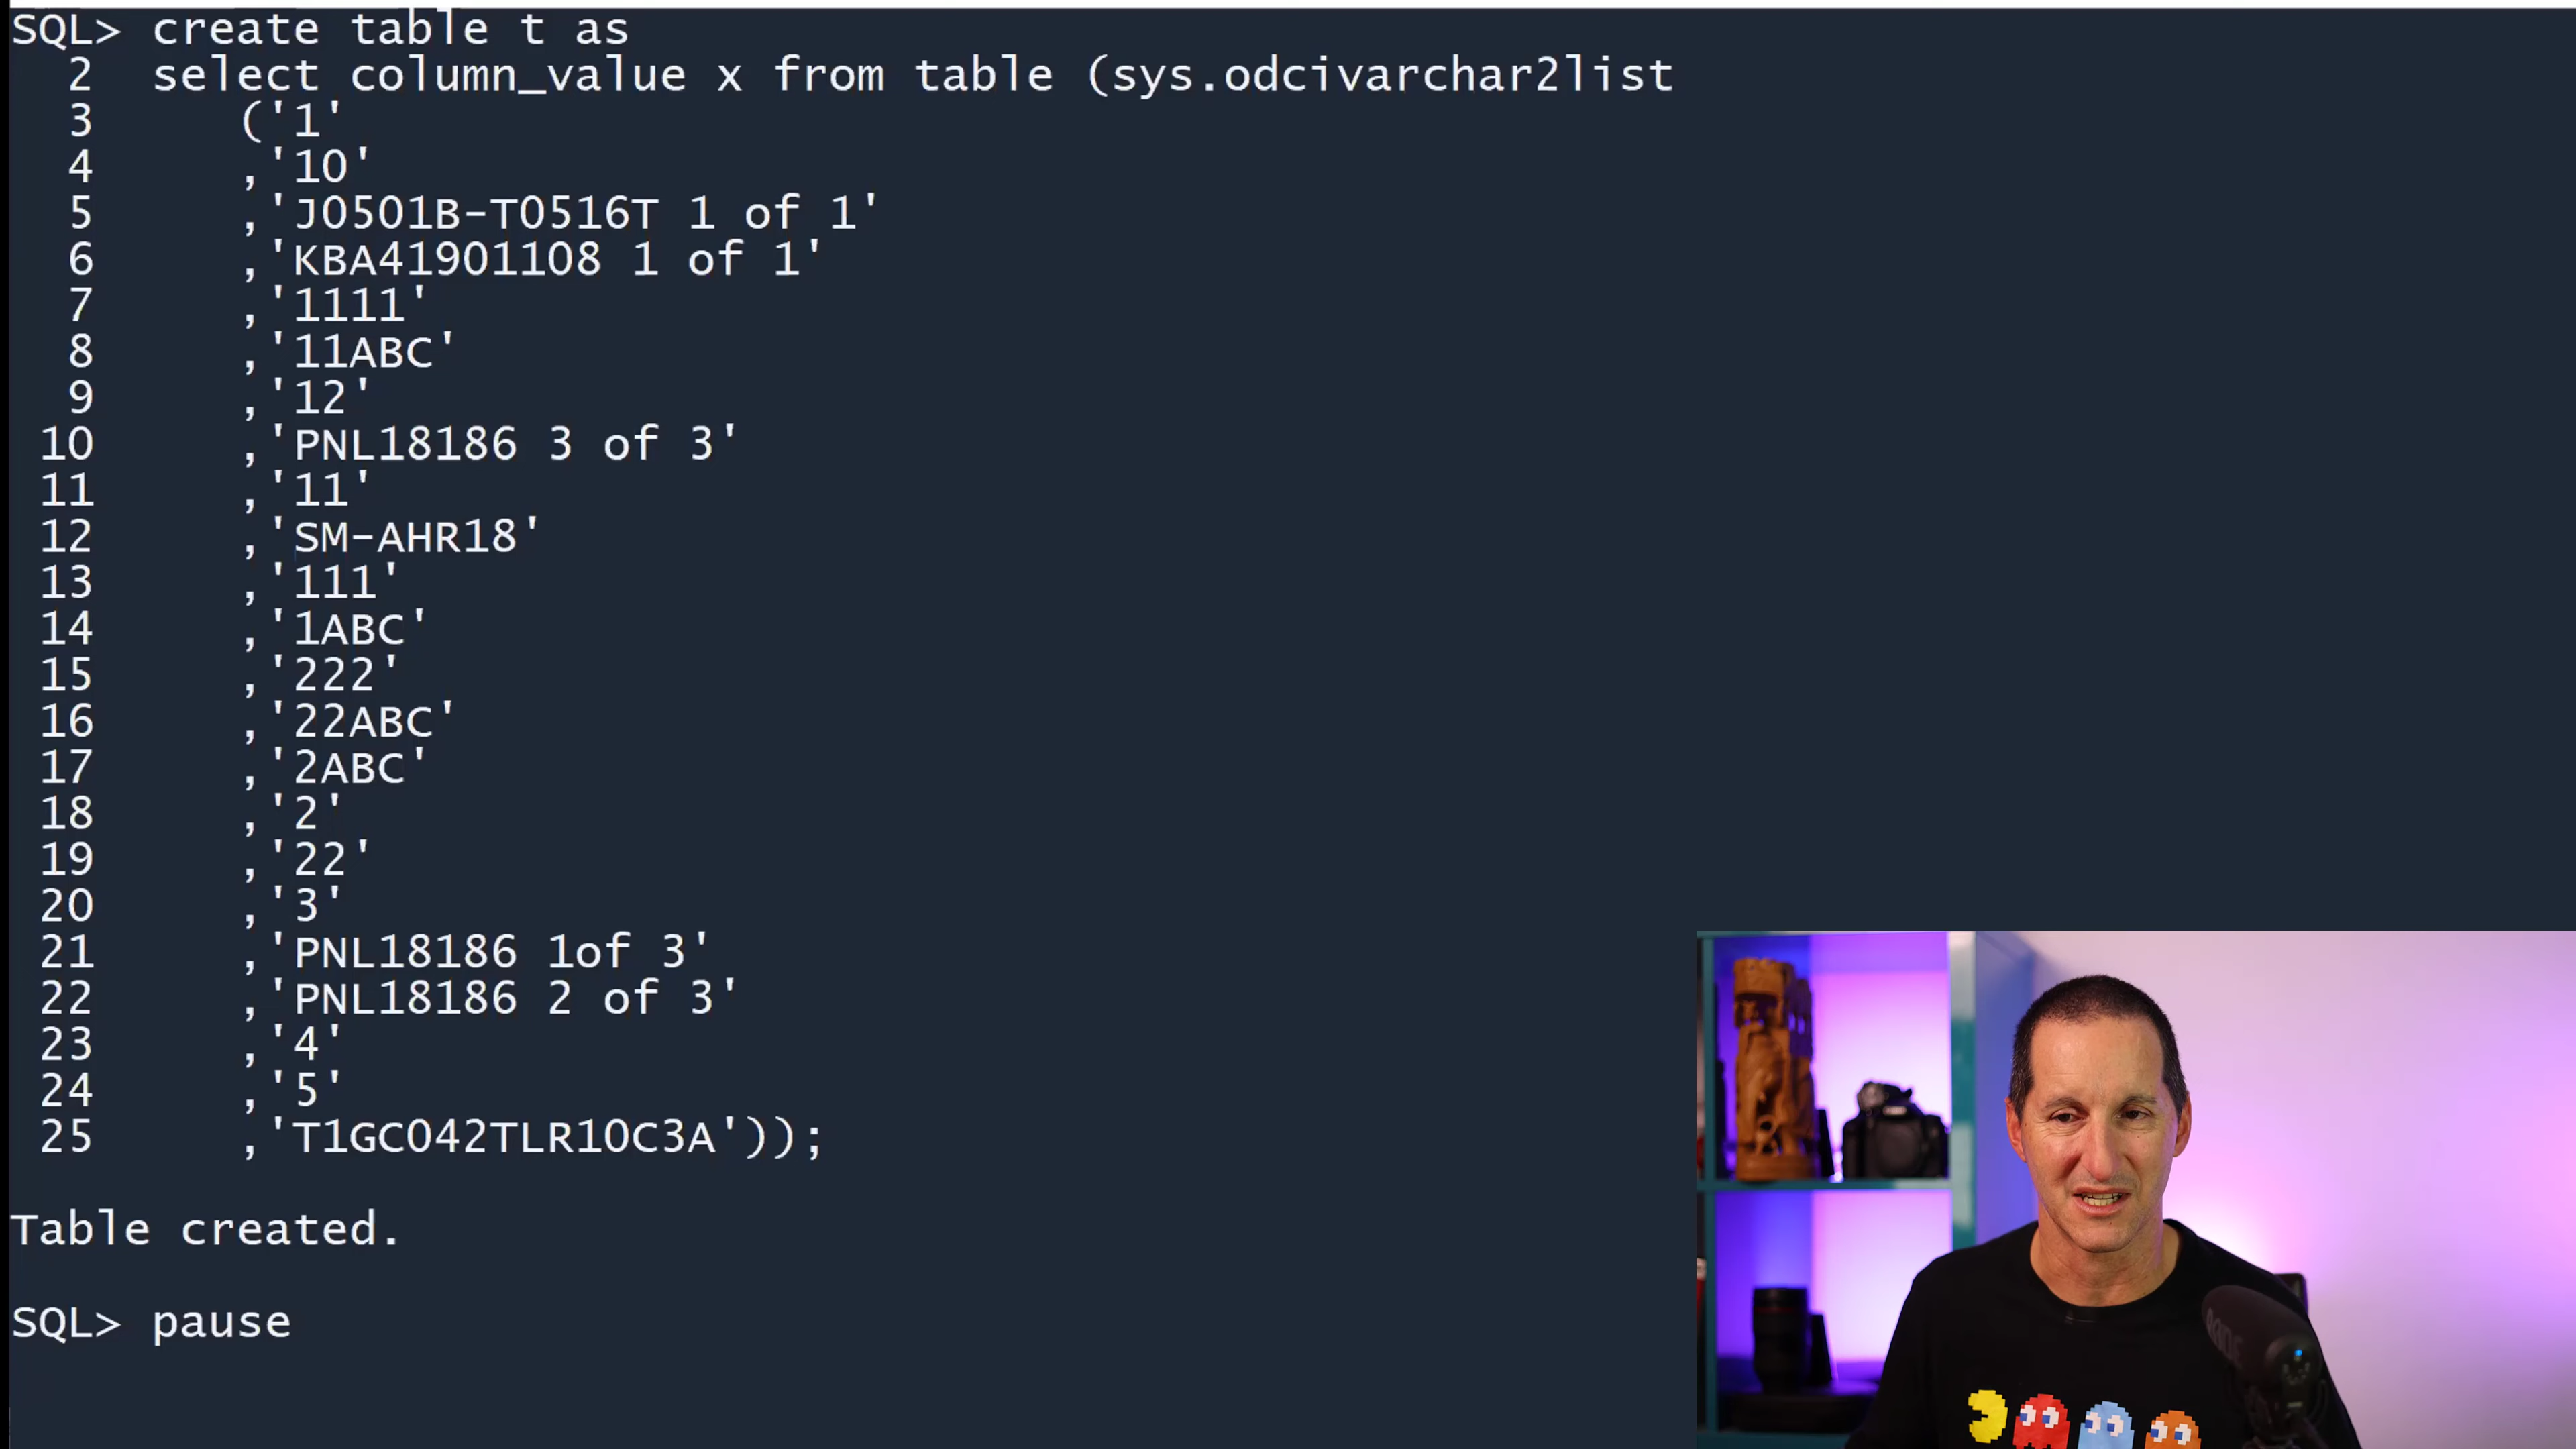 SQL> create table t as
2 select column_value x from table (sys.odcivarchar2list
3 ('1'
4 ,'10'
5 ,'J0501B-T0516T 1 of 1'
6 ,'KBA41901108 1 of 1'
7 ,'1111'
8 ,'11ABC'
9 ,'12'
10 ,'PNL18186 3 of 3'
11 ,'11'
12 ,'SM-AHR18'
13 ,'111'
14 ,'1ABC'
15 ,'222'
16 ,'22ABC'
17 ,'2ABC'
18 ,'2'
19 ,'22'
20 ,'3'
21 ,'PNL18186 1of 3'
22 ,'PNL18186 2 of 3'
23 ,'4'
24 ,'5'
25 ,'T1GC042TLR10C3A'));
Table created.
SQL> pause